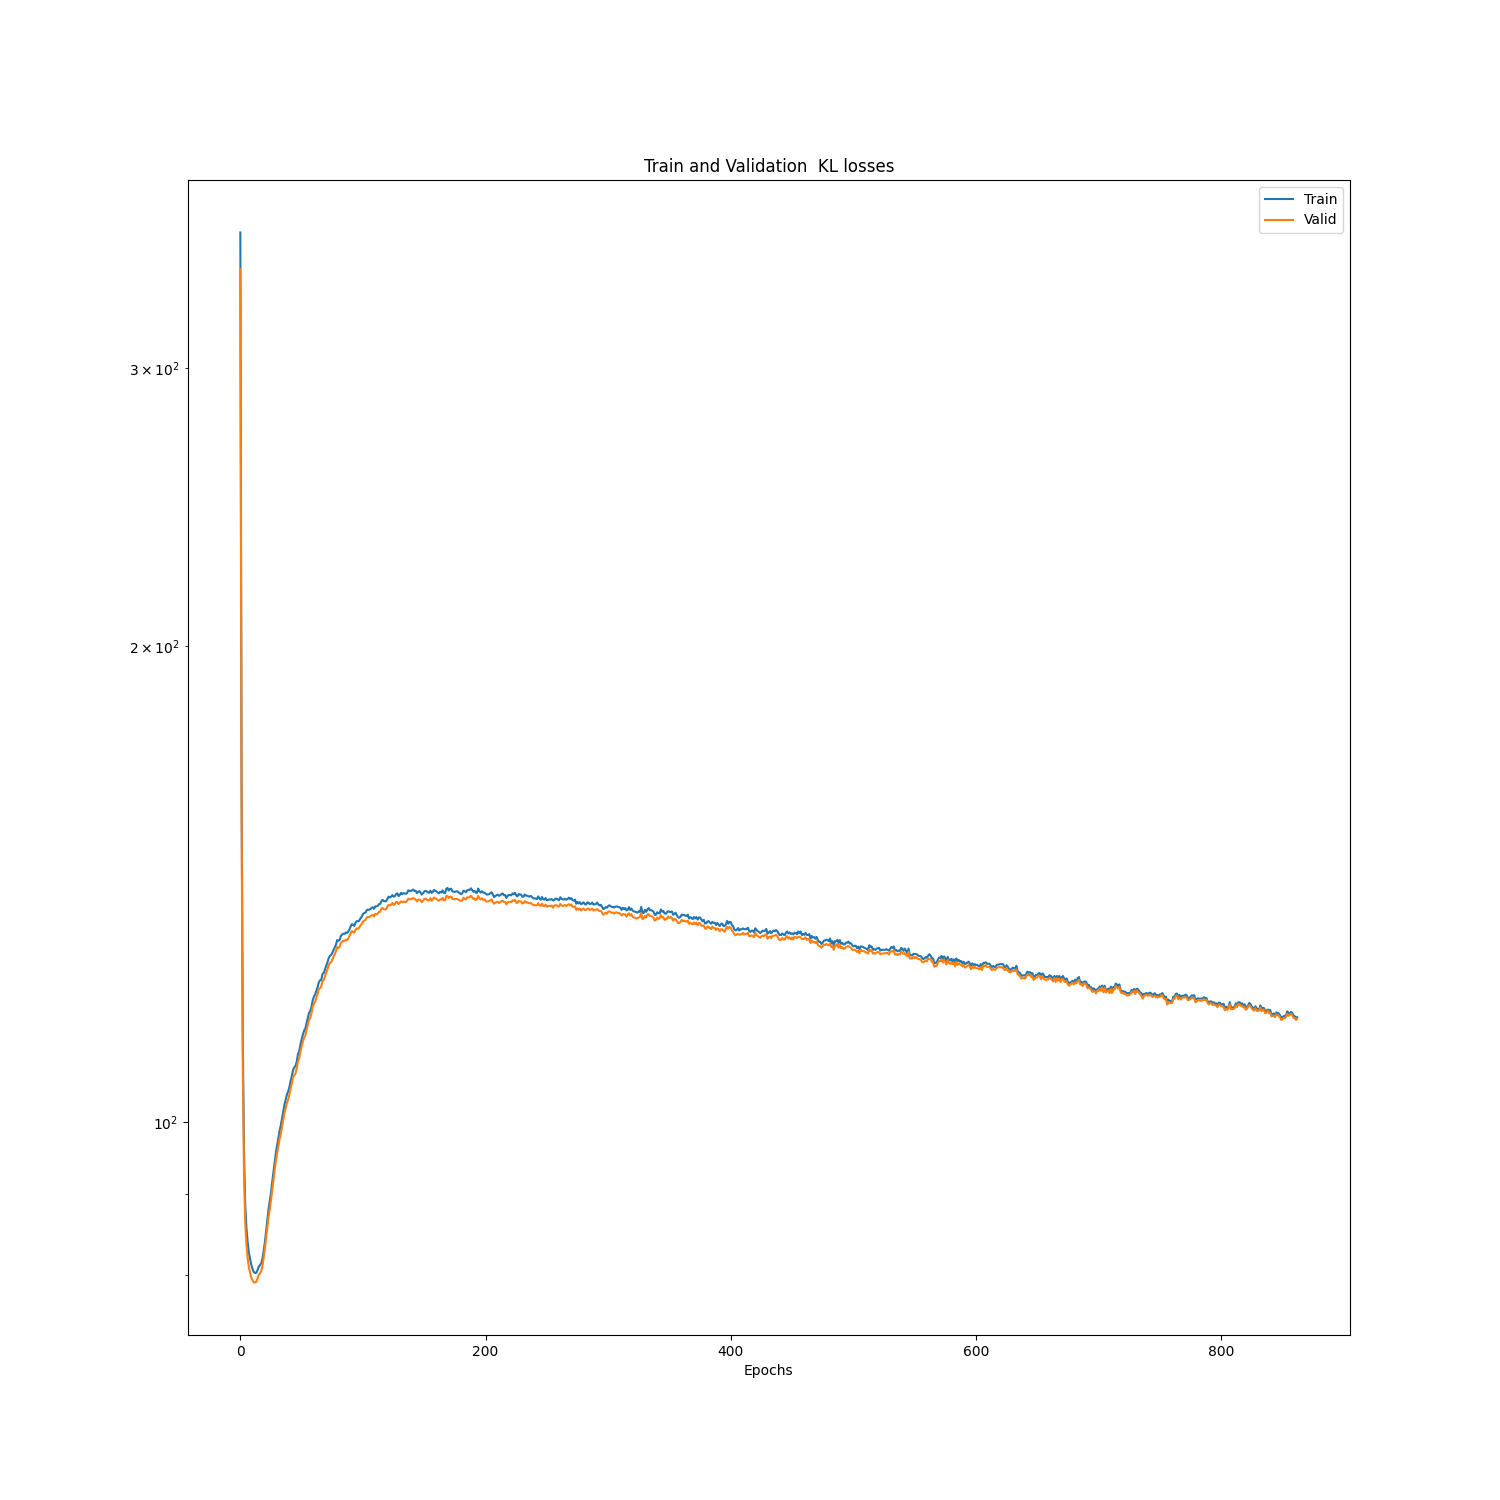 Train and Validation  KL losses
Train
Valid
3 × 10²
2 × 10²
10²
0 200 400 600 800
Epochs